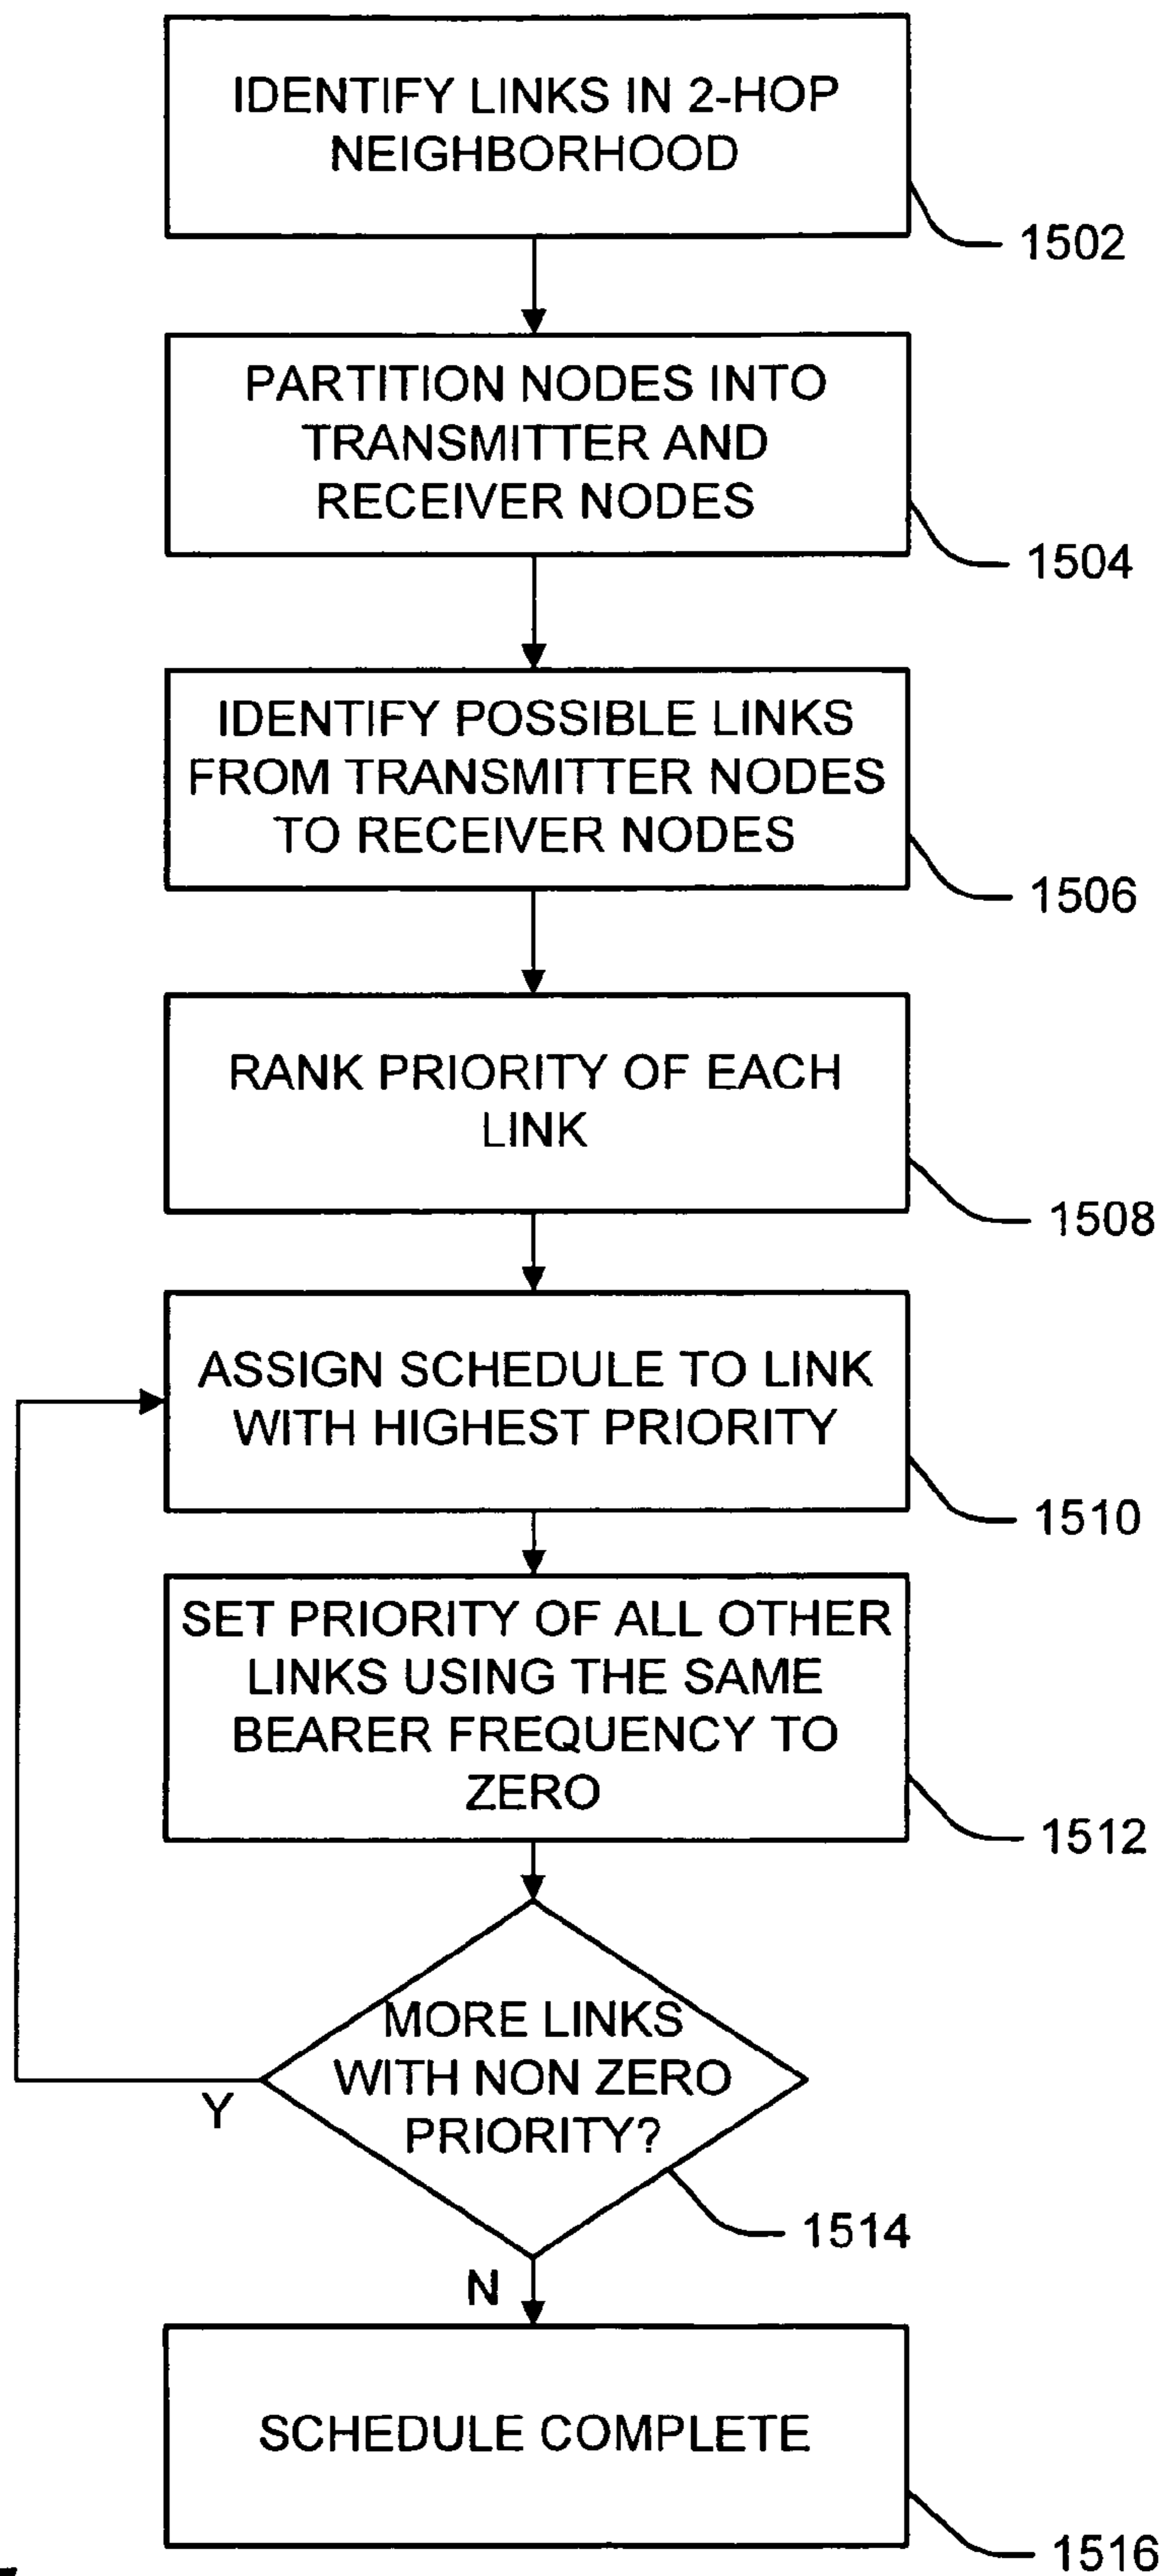 IDENTIFY LINKS IN 2-HOP
NEIGHBORHOOD
1502
PARTITION NODES INTO
TRANSMITTER AND
RECEIVER NODES
1504
IDENTIFY POSSIBLE LINKS
FROM TRANSMITTER NODES
TO RECEIVER NODES
1506
RANK PRIORITY OF EACH
LINK
1508
ASSIGN SCHEDULE TO LINK
WITH HIGHEST PRIORITY
1510
SET PRIORITY OF ALL OTHER
LINKS USING THE SAME
BEARER FREQUENCY TO
ZERO
1512
MORE LINKS
WITH NON ZERO
PRIORITY?
Y
1514
N
SCHEDULE COMPLETE
1516